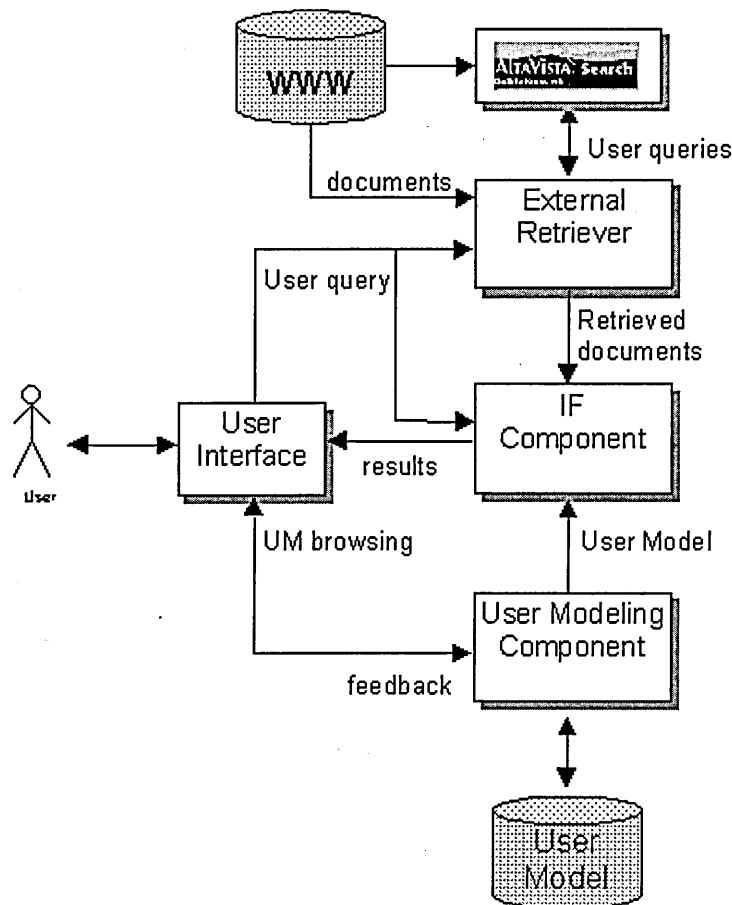 WWW
ALTAVISTA: Search
User queries
documents
External
Retriever
User query
Retrieved
documents
IF
Component
User
Interface
results
User
UM browsing
User Model
User Modeling
Component
feedback
User
Model